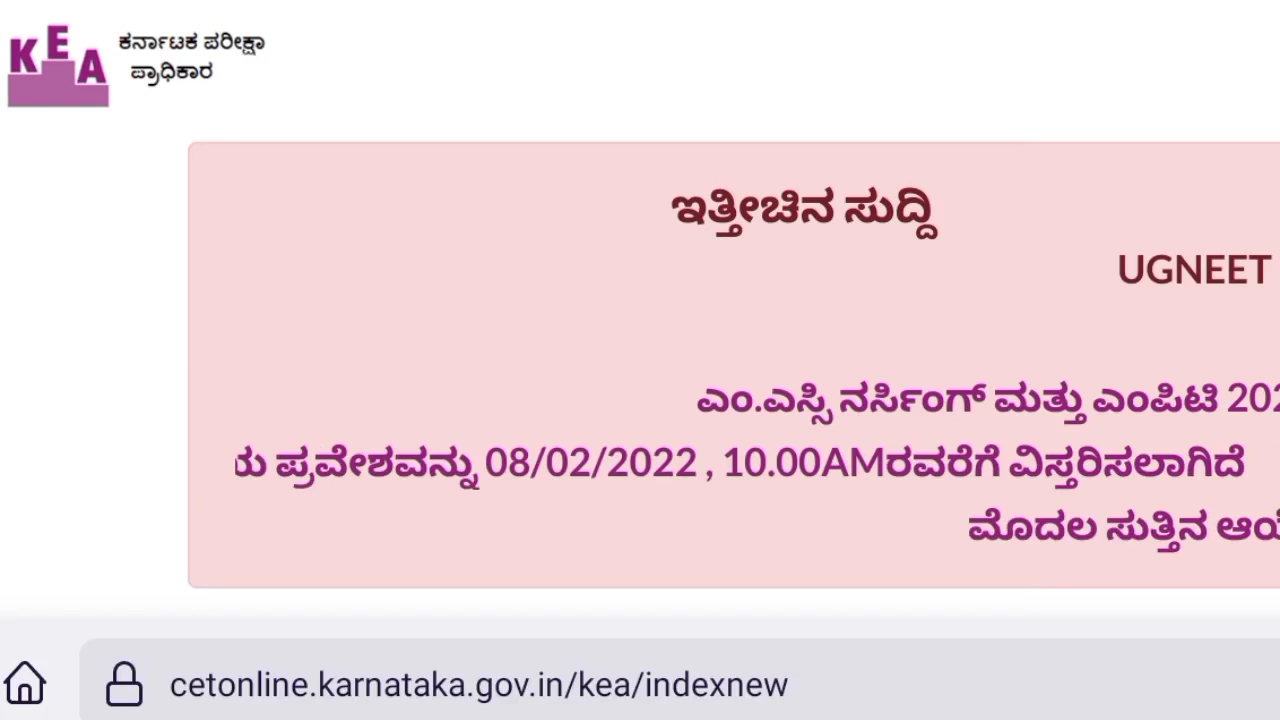 KEA
ಕರ್ನಾಟಕ ಪರೀಕ್ಷಾ
ಪ್ರಾಧಿಕಾರ
ಇತ್ತೀಚಿನ ಸುದ್ದಿ
UGNEET
ಎಂ.ಎಸ್ಸಿ ನರ್ಸಿಂಗ್ ಮತ್ತು ಎಂಪಿಟಿ 202
ಯ ಪ್ರವೇಶವನ್ನು 08/02/2022 , 10.00AMರವರೆಗೆ ವಿಸ್ತರಿಸಲಾಗಿದೆ
ಮೊದಲ ಸುತ್ತಿನ
cetonline.karnataka.gov.in/kea/indexnew